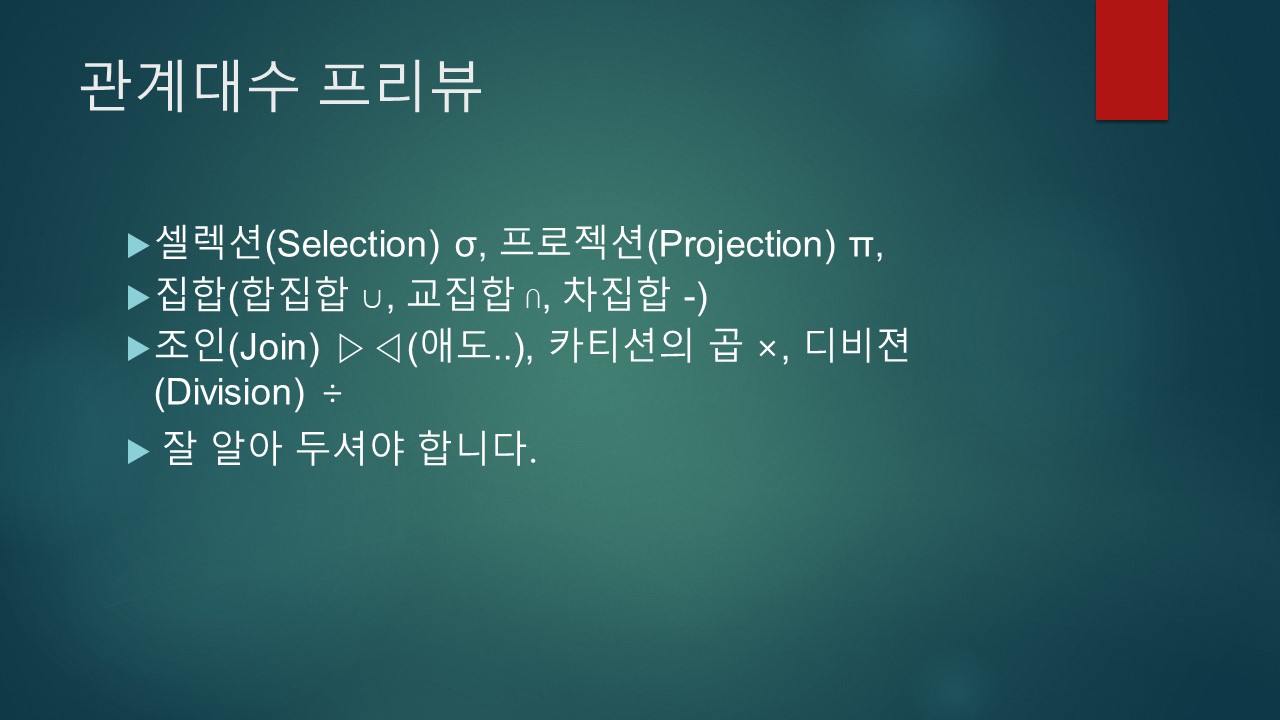 관계대수 프리뷰
▶셀렉션(Selection) σ, 프로젝션(Projection) π,
▶집합(합집합 ∪, 교집합 ∩, 차집합 -)
▶조인(Join) ▷◁(애도..), 카티션의 곱 ×, 디비젼
(Division) ÷
▶ 잘 알아 두셔야 합니다.